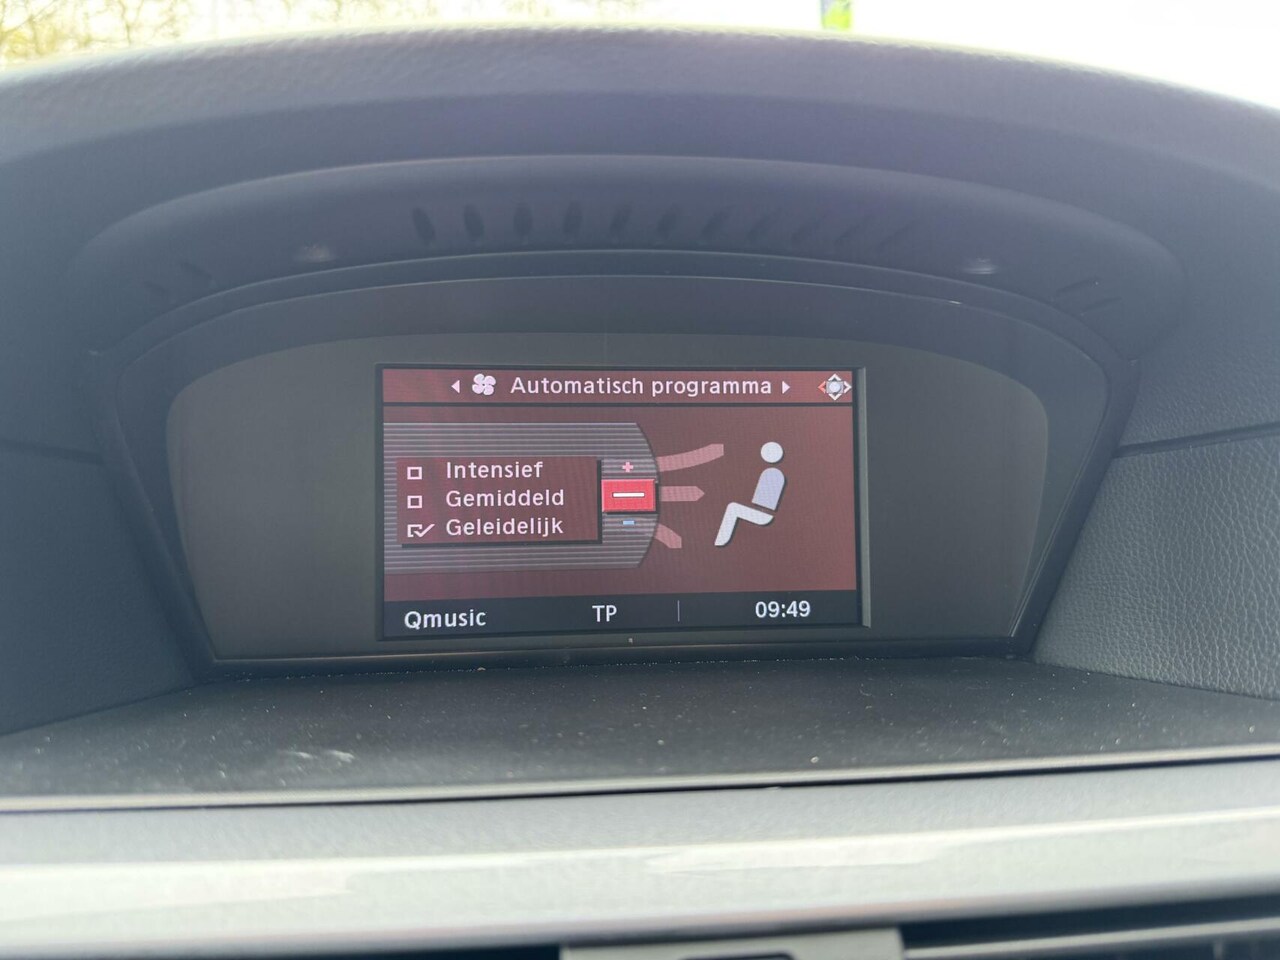 Automatisch programma
Intensief
Gemiddeld
Geleidelijk
Qmusic TP 09:49